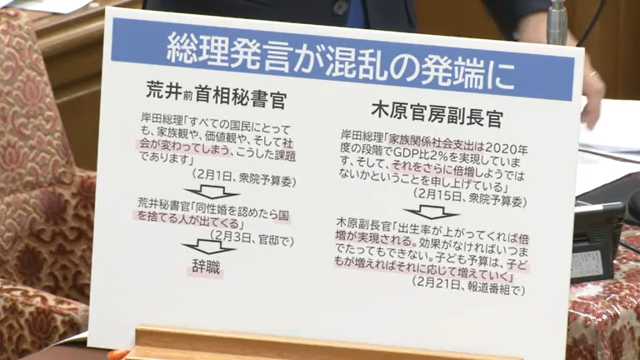 総理発言が混乱の発端に
荒井前首相秘書官
岸田総理「すべての国民にとって
も、家族観や、価値観や、そして社
会が変わってしまう、こうした課題
であります」
(2月1日、衆院予算委)
荒井秘書官「同性婚を認めたら国
を捨てる人が出てくる」
(2月3日、官邸で)
辞職
木原官房副長官
岸田総理「家族関係社会支出は2020年
度の段階でGDP比2%を実現していま
す、そして、それをさらに倍増しようではな
いかということを申し上げている」
(2月15日、衆院予算委)
木原副長官「出生率が上がってくれば倍
増が実現される。効果がなければいつま
でたってもできない。子ども予算は、子ど
もが増えればそれに応じて増えていく」
(2月21日、報道番組で)